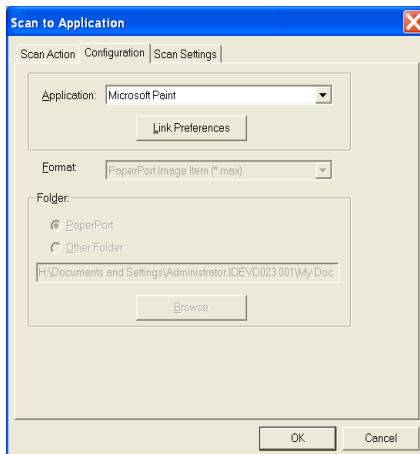 Scan to Application
Scan Action Configuration Scan Settings
Application: Microsoft Paint
Link Preferences
Format: PaperPort Image Item (*.max)
Folder:
PaperPort
Other Folder
H:\Documents and Settings\Administrator.IDEVD023.001\My Doc
Browse
OK Cancel